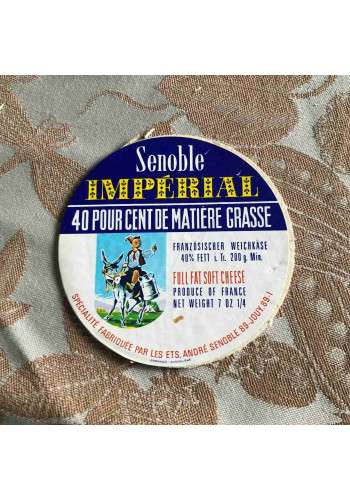 Senoble
IMPÉRIAL
40 POUR CENT DE MATIÈRE GRASSE
FRANZÖSISCHER WEICHKÄSE
40% FETT i. Tr. 200 g. Min.
FULL FAT SOFT CHEESE
PRODUCE OF FRANCE
NET WEIGHT 7 OZ 1/4
SPÉCIALITÉ FABRIQUÉE PAR LES ETS. ANDRÉ SENOBLE 89-JOUY 89-1